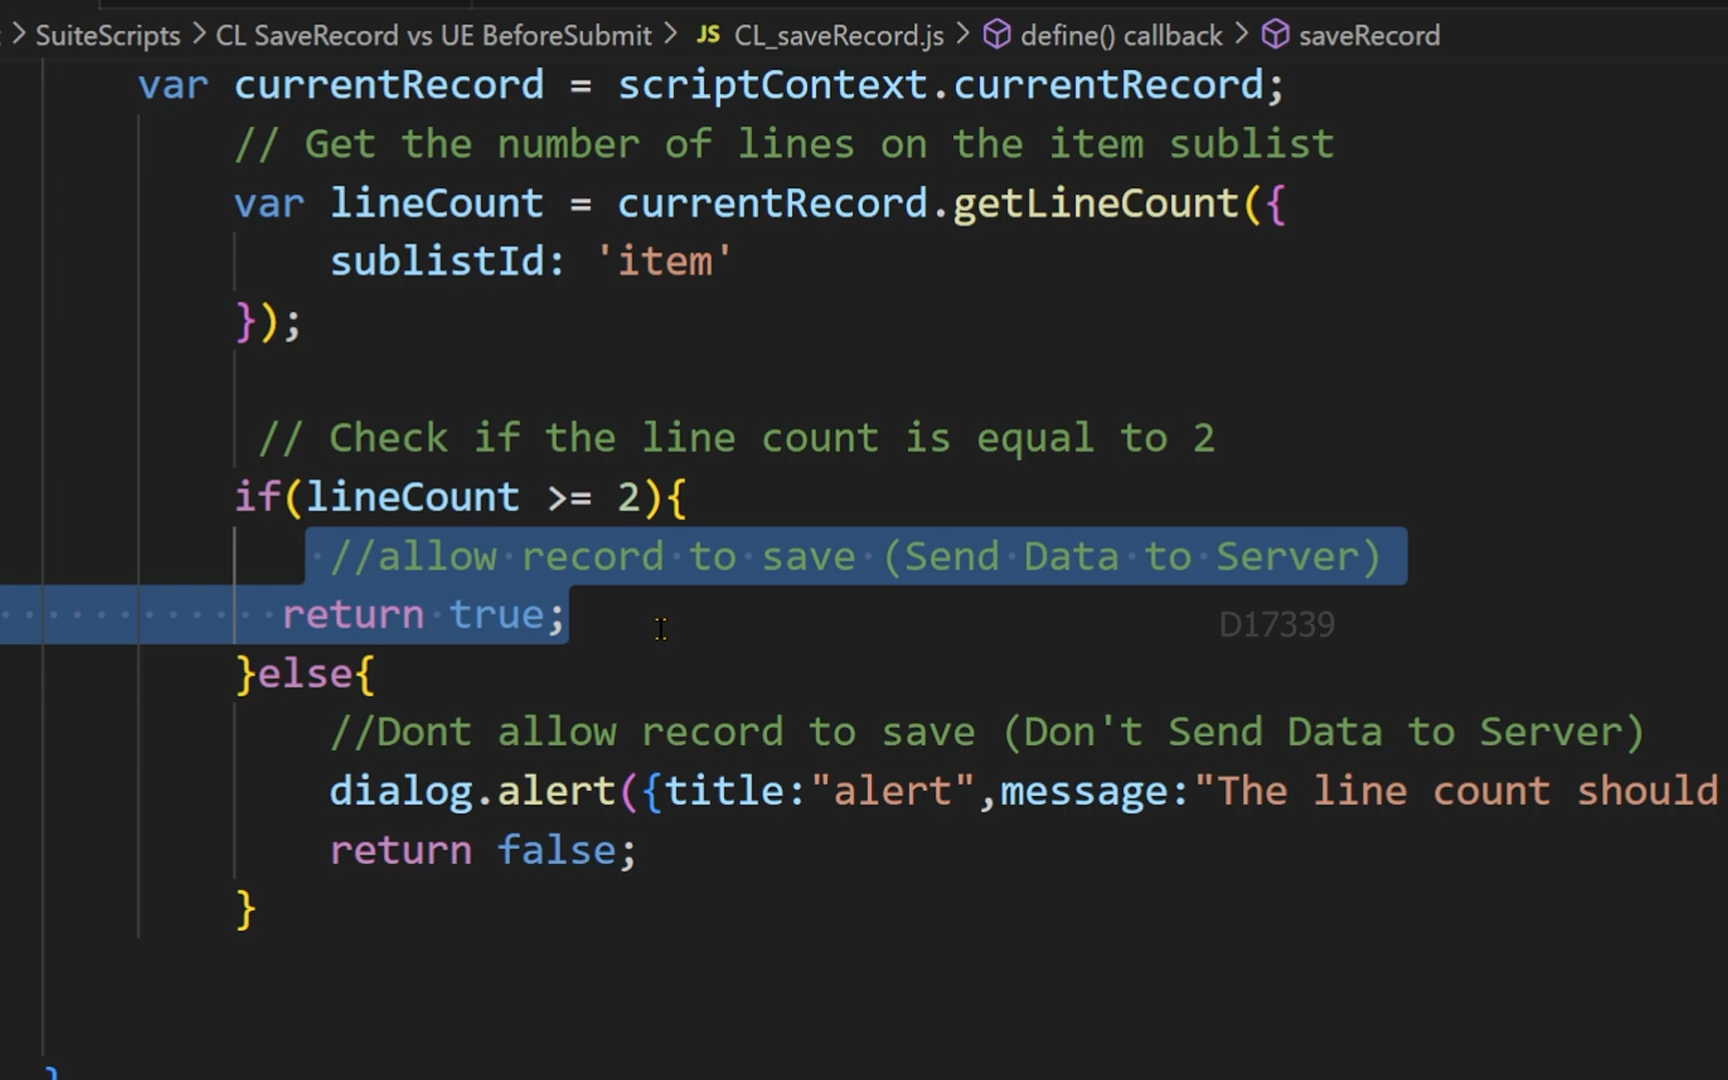 SuiteScripts > CL SaveRecord vs UE BeforeSubmit > JS CL_saveRecord.js > define() callback > saveRecord
var currentRecord = scriptContext.currentRecord;
// Get the number of lines on the item sublist
var lineCount = currentRecord.getLineCount({
sublistId: 'item'
});
// Check if the line count is equal to 2
if(lineCount >= 2){
//allow record to save (Send Data to Server)
return true;
D17339
}else{
//Dont allow record to save (Don't Send Data to Server)
dialog.alert({title:"alert",message:"The line count should
return false;
}
}